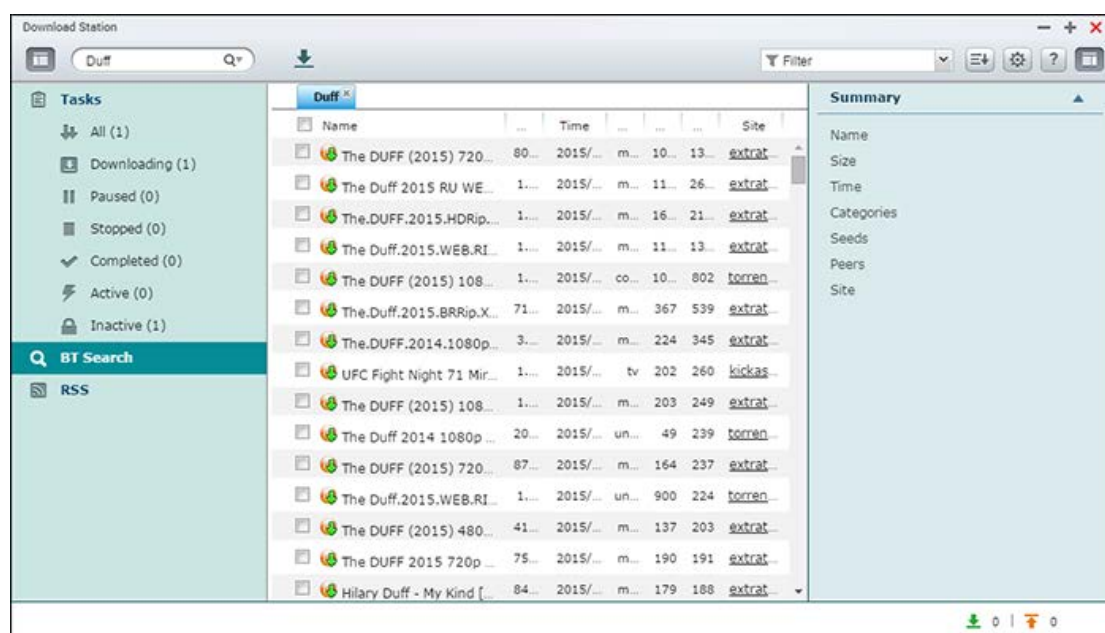 Download Station
Duff
Filter
?
Tasks
All (1)
Downloading (1)
Paused (0)
Stopped (0)
Completed (0)
Active (0)
Inactive (1)
BT Search
RSS
Duff
Name ... Time ... ... ... Site
The DUFF (2015) 720... 80... 2015/... m... 10... 13... extrat...
The Duff 2015 RU WE... 1.... 2015/... m... 11... 26... extrat...
The.DUFF.2015.HDRip.... 1.... 2015/... m... 16... 21... extrat...
The Duff.2015.WEB.RI... 1.... 2015/... m... 11... 13... extrat...
The DUFF (2015) 108... 1.... 2015/... co... 10... 802 torren...
The.Duff.2015.BRRip.X... 71... 2015/... m... 367 539 extrat...
The.DUFF.2014.1080p... 3.... 2015/... m... 224 345 extrat...
UFC Fight Night 71 Mir... 1.... 2015/... tv 202 260 kickas...
The DUFF (2015) 108... 1.... 2015/... m... 203 249 extrat...
The Duff 2014 1080p ... 20... 2015/... un... 49 239 torren...
The DUFF (2015) 720... 87... 2015/... m... 164 237 extrat...
The Duff.2015.WEB.RI... 1.... 2015/... un... 900 224 torren...
The DUFF (2015) 480... 41... 2015/... m... 137 203 extrat...
The DUFF 2015 720p ... 75... 2015/... m... 190 191 extrat...
Hilary Duff - My Kind [... 84... 2015/... m... 179 188 extrat...
Summary
Name
Size
Time
Categories
Seeds
Peers
Site
0 | 0